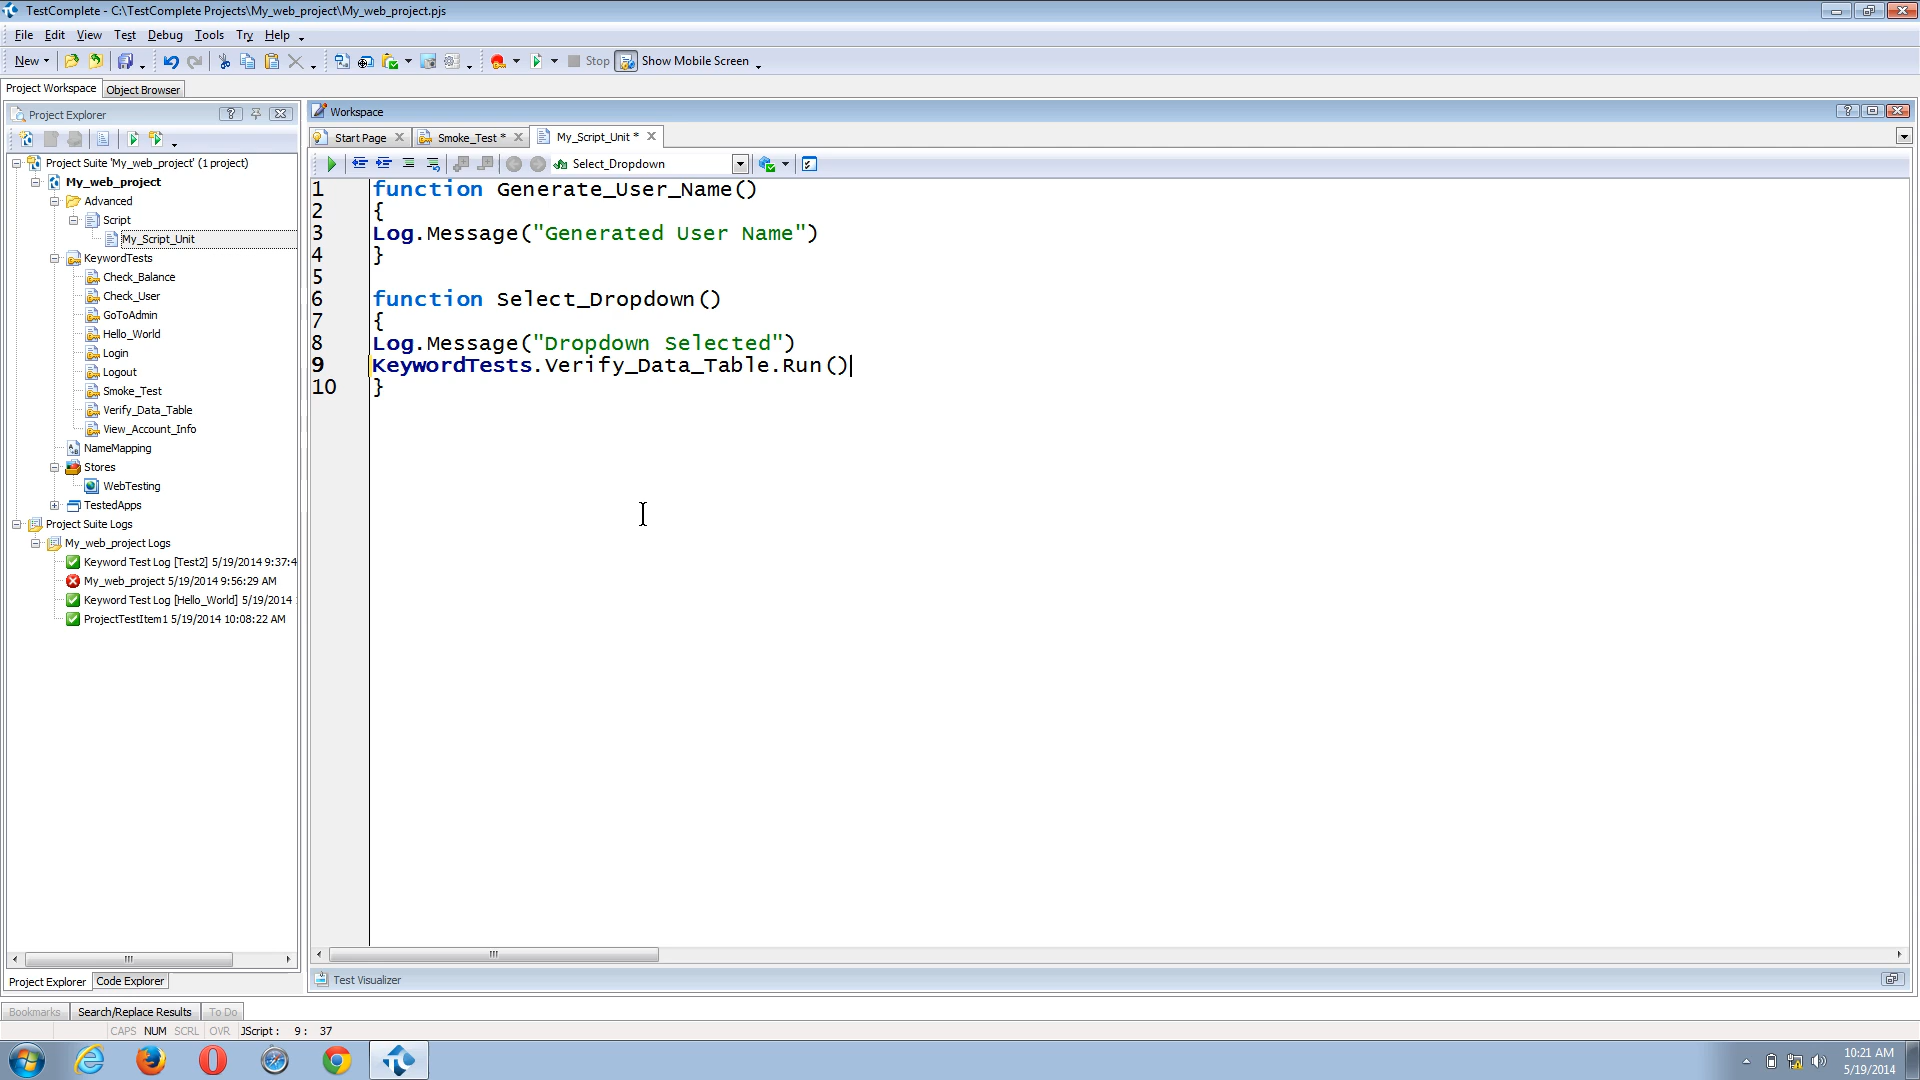 TestComplete - C:\TestComplete Projects\My_web_project\My_web_project.pjs
File Edit View Test Debug Tools Try Help
New Stop Show Mobile Screen
Project Workspace Object Browser
Project Explorer
Workspace
Start Page Smoke_Test * My_Script_Unit *
Select_Dropdown
Project Suite 'My_web_project' (1 project)
My_web_project
Advanced
Script
My_Script_Unit
KeywordTests
Check_Balance
Check_User
GoToAdmin
Hello_World
Login
Logout
Smoke_Test
Verify_Data_Table
View_Account_Info
NameMapping
Stores
WebTesting
TestedApps
Project Suite Logs
My_web_project Logs
Keyword Test Log [Test2] 5/19/2014 9:37:4
My_web_project 5/19/2014 9:56:29 AM
Keyword Test Log [Hello_World] 5/19/2014
ProjectTestItem1 5/19/2014 10:08:22 AM
1 function Generate_User_Name()
2 {
3 Log.Message("Generated User Name")
4 }
5
6 function Select_Dropdown()
7 {
8 Log.Message("Dropdown Selected")
9 KeywordTests.Verify_Data_Table.Run()
10 }
Project Explorer Code Explorer
Test Visualizer
Bookmarks Search/Replace Results To Do
CAPS NUM SCRL OVR JScript: 9: 37
10:21 AM
5/19/2014